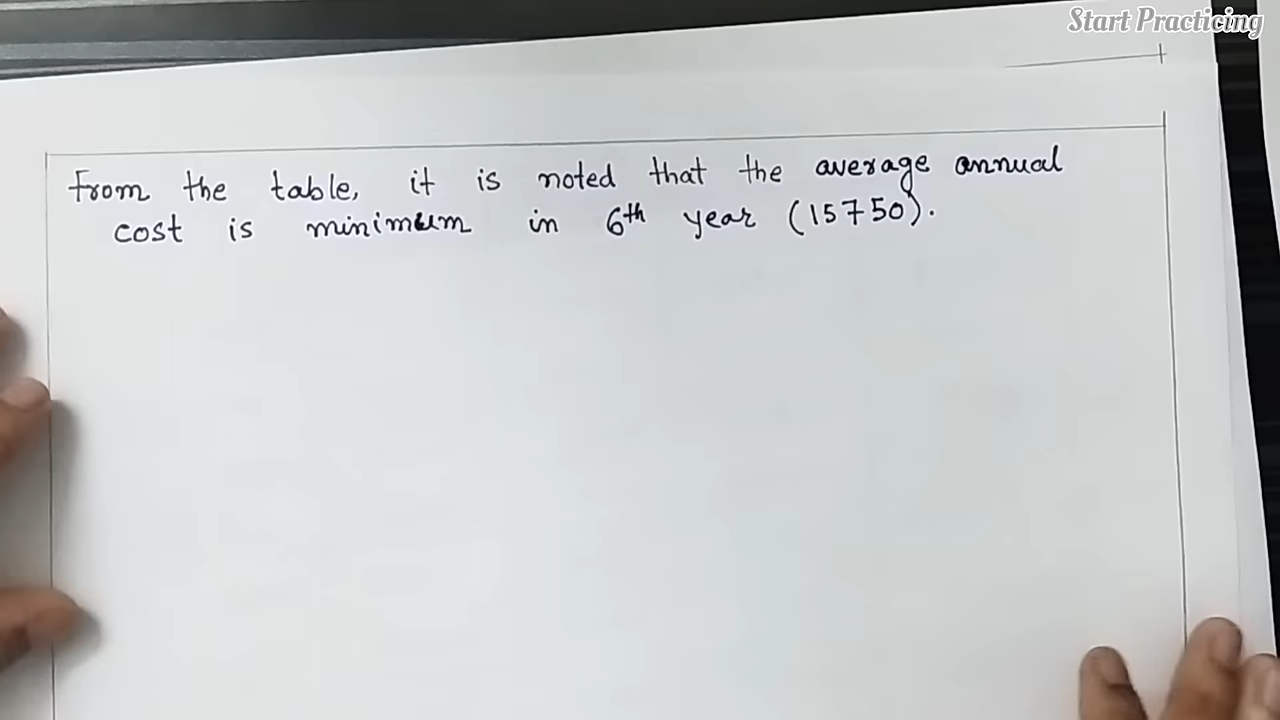 Start Practicing
From the table, it is noted that the average annual
cost is minimum in 6th year (15750).